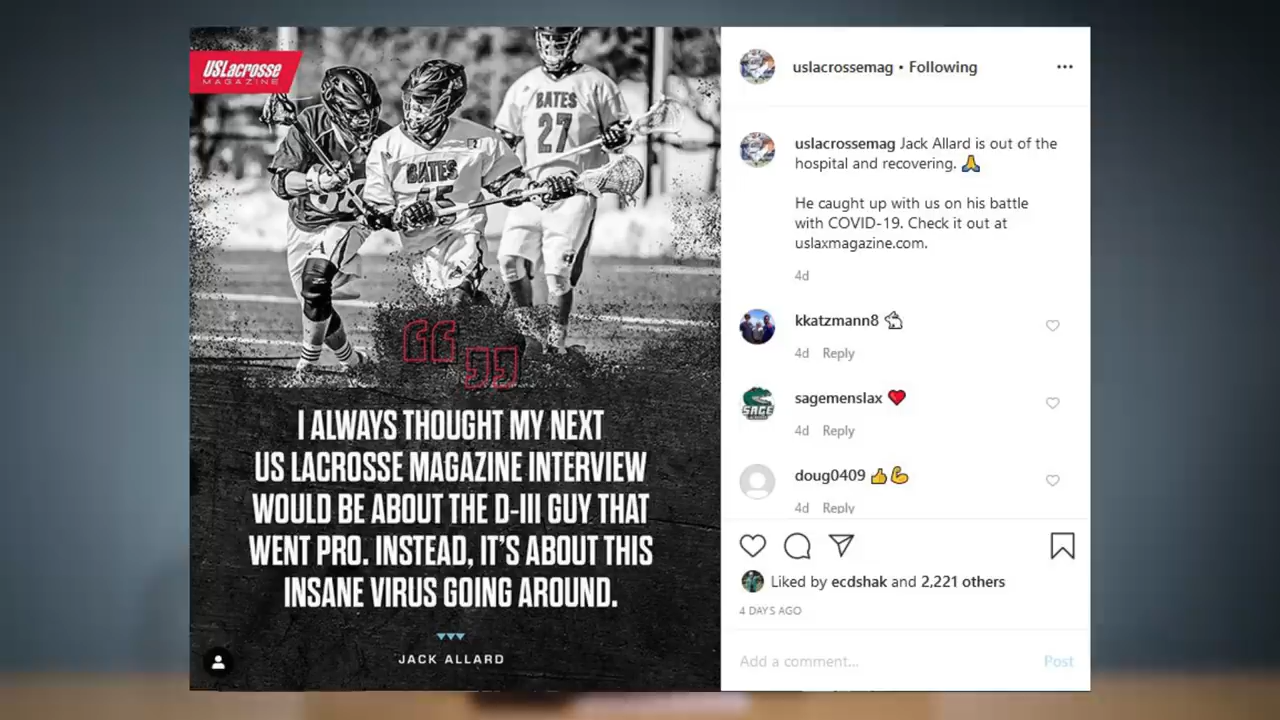 USLacrosse
MAGAZINE
BATES
27
BATES
I ALWAYS THOUGHT MY NEXT
US LACROSSE MAGAZINE INTERVIEW
WOULD BE ABOUT THE D-III GUY THAT
WENT PRO. INSTEAD, IT'S ABOUT THIS
INSANE VIRUS GOING AROUND.
JACK ALLARD
uslacrossemag • Following
uslacrossemag Jack Allard is out of the
hospital and recovering. 🙏
He caught up with us on his battle
with COVID-19. Check it out at
uslaxmagazine.com.
4d
kkatzmann8 🐇
4d Reply
SAGE
sagemenslax ❤️
4d Reply
doug0409 👍💪
4d Reply
Liked by ecdshak and 2,221 others
4 DAYS AGO
Add a comment...
Post